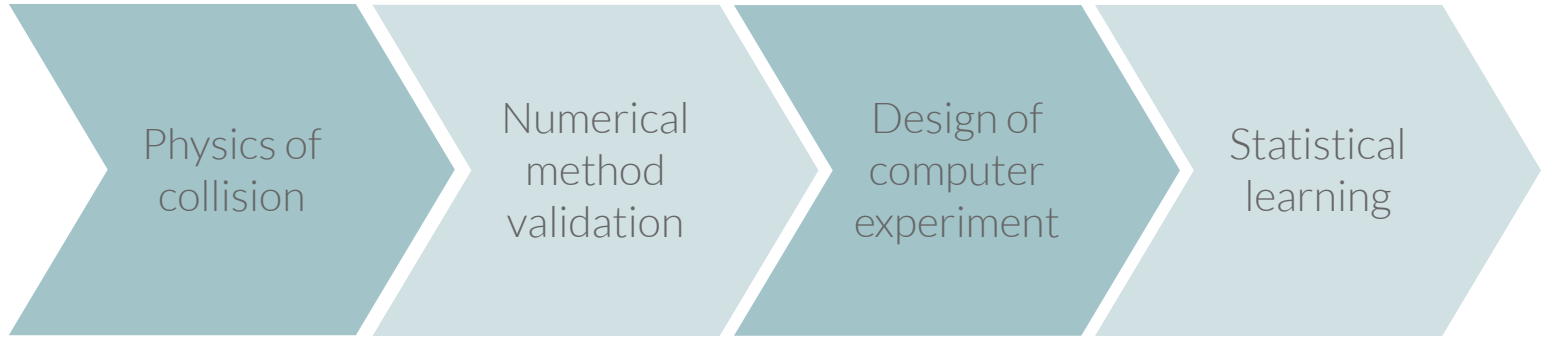 Physics of
collision
Numerical
method
validation
Design of
computer
experiment
Statistical
learning